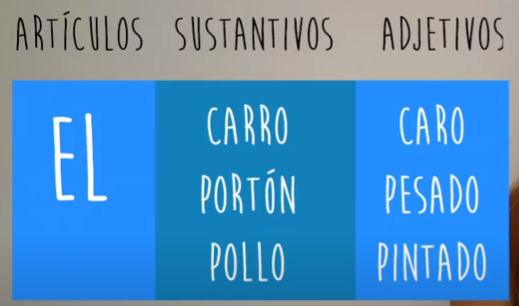 ARTÍCULOS SUSTANTIVOS ADJETIVOS
EL
CARRO CARO
PORTÓN PESADO
POLLO PINTADO